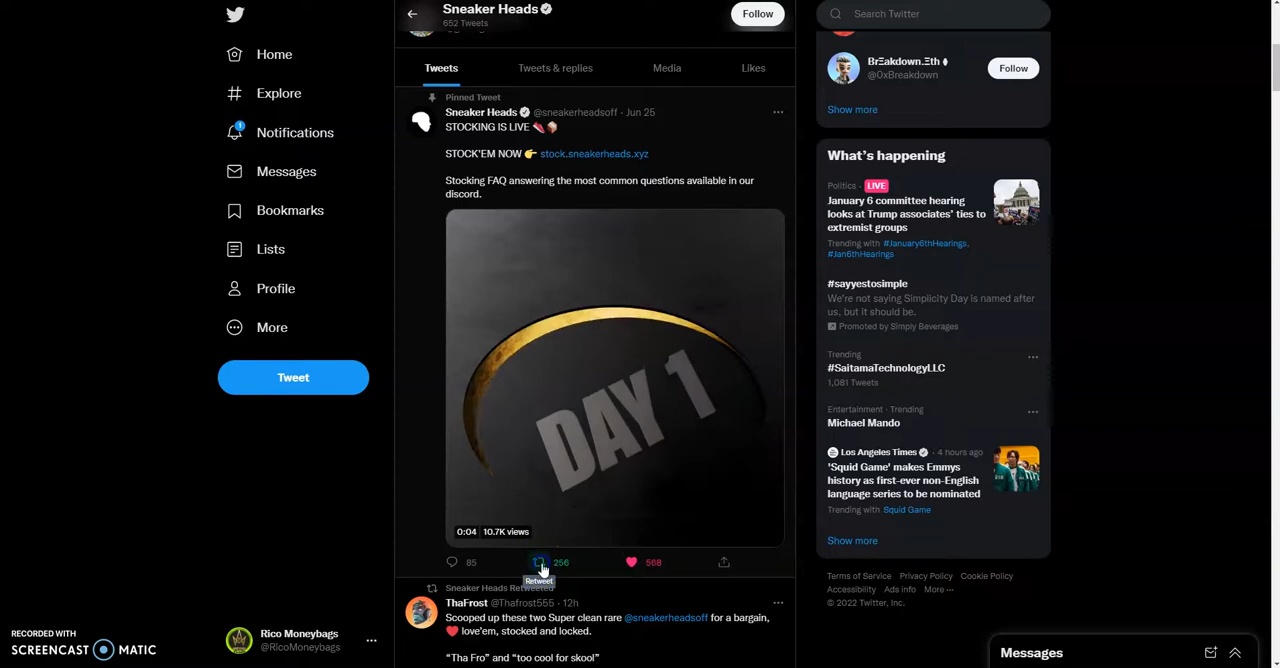 Home
Explore
1
Notifications
Messages
Bookmarks
Lists
Profile
More
Tweet
Rico Moneybags
@RicoMoneybags
RECORDED WITH
SCREENCAST MATIC
Sneaker Heads
652 Tweets
Follow
Tweets
Tweets & replies
Media
Likes
Pinned Tweet
Sneaker Heads @sneakerheadsoff · Jun 25
STOCKING IS LIVE
STOCK'EM NOW 👉 stock.sneakerheads.xyz
Stocking FAQ answering the most common questions available in our
discord.
DAY 1
0:04 10.7K views
85
256
568
Retweet
Sneaker Heads Retweeted
ThaFrost @Thafrost555 · 12h
Scooped up these two Super clean rare @sneakerheadsoff for a bargain,
❤️ love'em, stocked and locked.
“Tha Fro” and “too cool for skool”
Search Twitter
BrΞakdown.Ξth
@0xBreakdown
Follow
Show more
What's happening
Politics · LIVE
January 6 committee hearing
looks at Trump associates' ties to
extremist groups
Trending with #January6thHearings,
#Jan6thHearings
#sayyestosimple
We're not saying Simplicity Day is named after
us, but it should be.
Promoted by Simply Beverages
Trending
#SaitamaTechnologyLLC
1,081 Tweets
Entertainment · Trending
Michael Mando
Los Angeles Times · 4 hours ago
'Squid Game' makes Emmys
history as first-ever non-English
language series to be nominated
Trending with Squid Game
Show more
Terms of Service Privacy Policy Cookie Policy
Accessibility Ads info More ···
© 2022 Twitter, Inc.
Messages